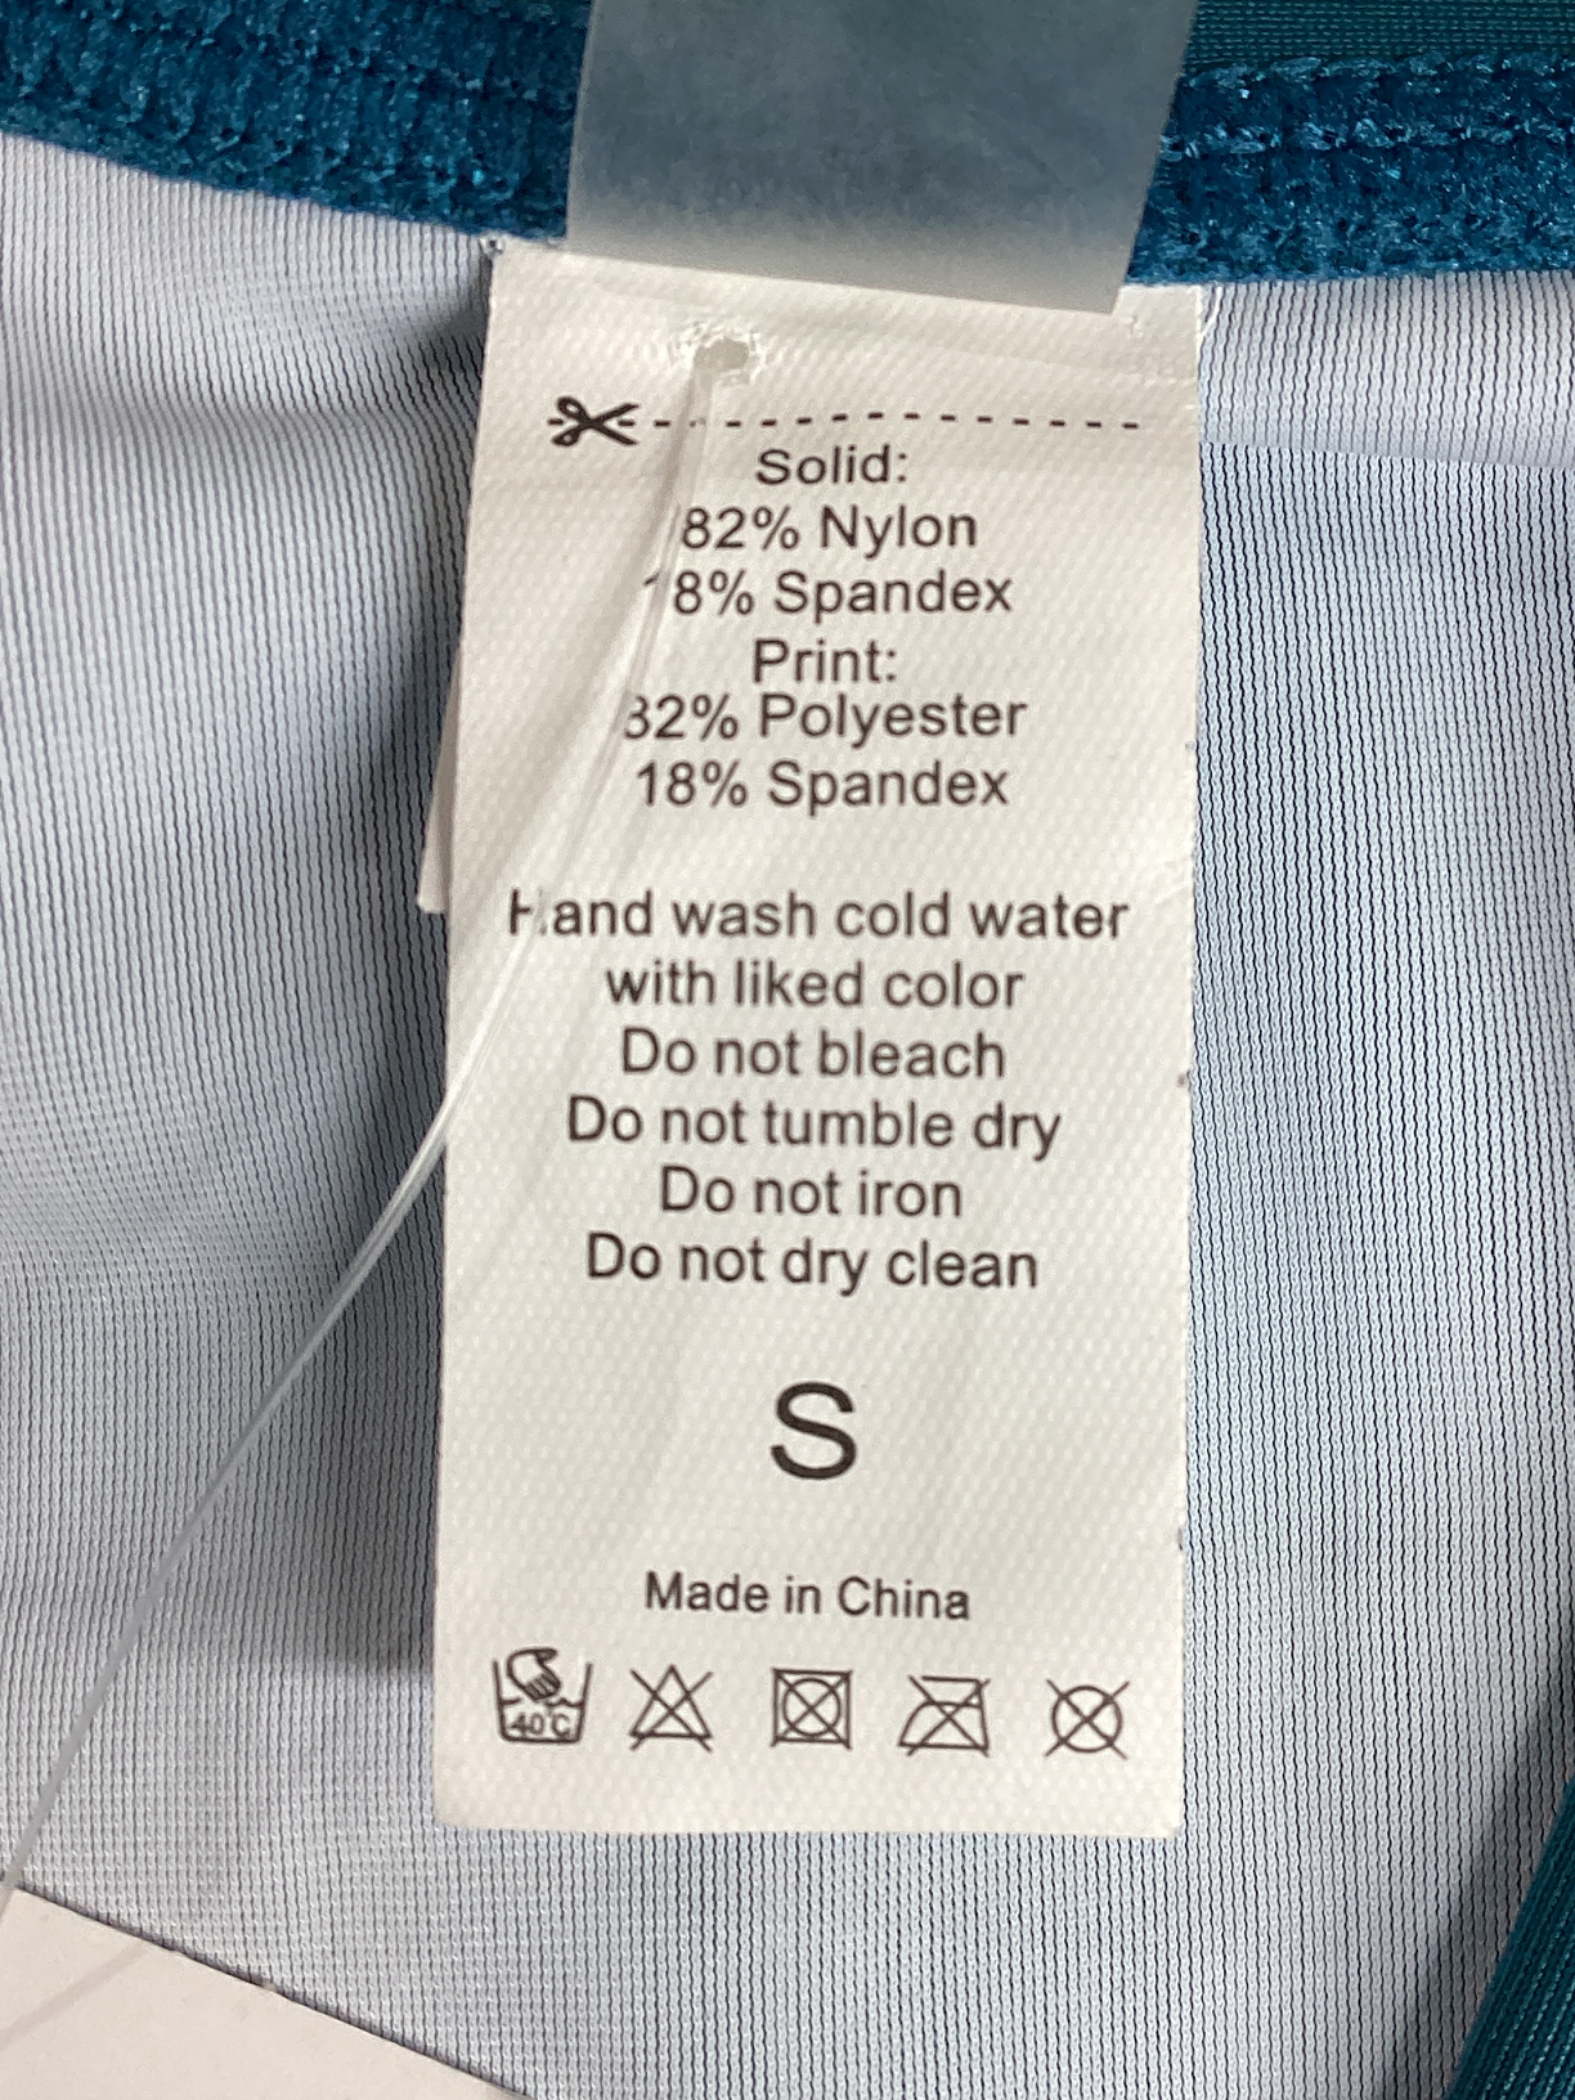 Solid:
82% Nylon
18% Spandex
Print:
82% Polyester
18% Spandex
Hand wash cold water
with liked color
Do not bleach
Do not tumble dry
Do not iron
Do not dry clean
S
Made in China
40°C